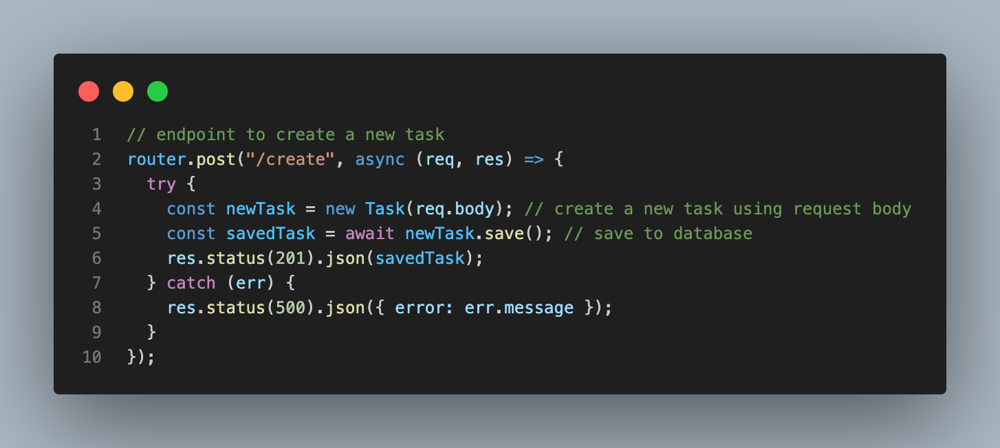 1 // endpoint to create a new task
2 router.post("/create", async (req, res) => {
3   try {
4     const newTask = new Task(req.body); // create a new task using request body
5     const savedTask = await newTask.save(); // save to database
6     res.status(201).json(savedTask);
7   } catch (err) {
8     res.status(500).json({ error: err.message });
9   }
10 });